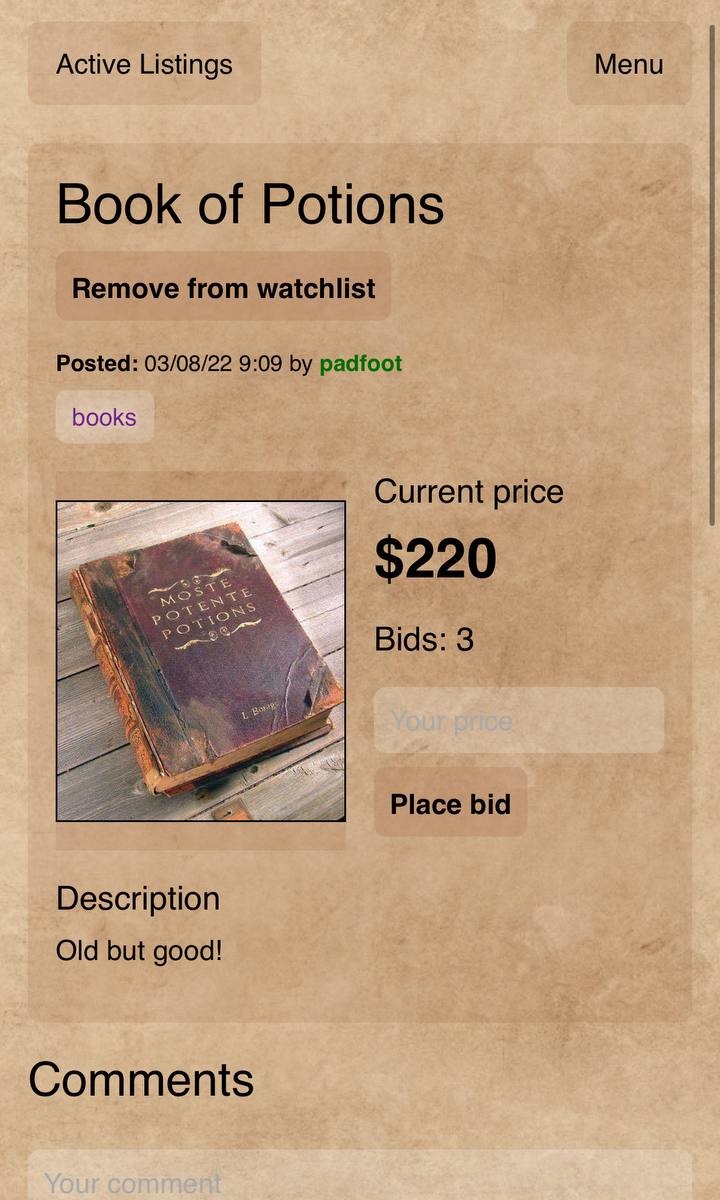 Active Listings
Menu
Book of Potions
Remove from watchlist
Posted: 03/08/22 9:09 by padfoot
books
MOSTE
POTENTE
POTIONS
Current price
$220
Bids: 3
Your price
Place bid
Description
Old but good!
Comments
Your comment